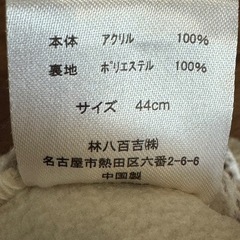 本体 アクリル 100%
裏地 ポリエステル 100%
サイズ 44cm
林八百吉㈱
名古屋市熱田区六番2-6-6
中国製